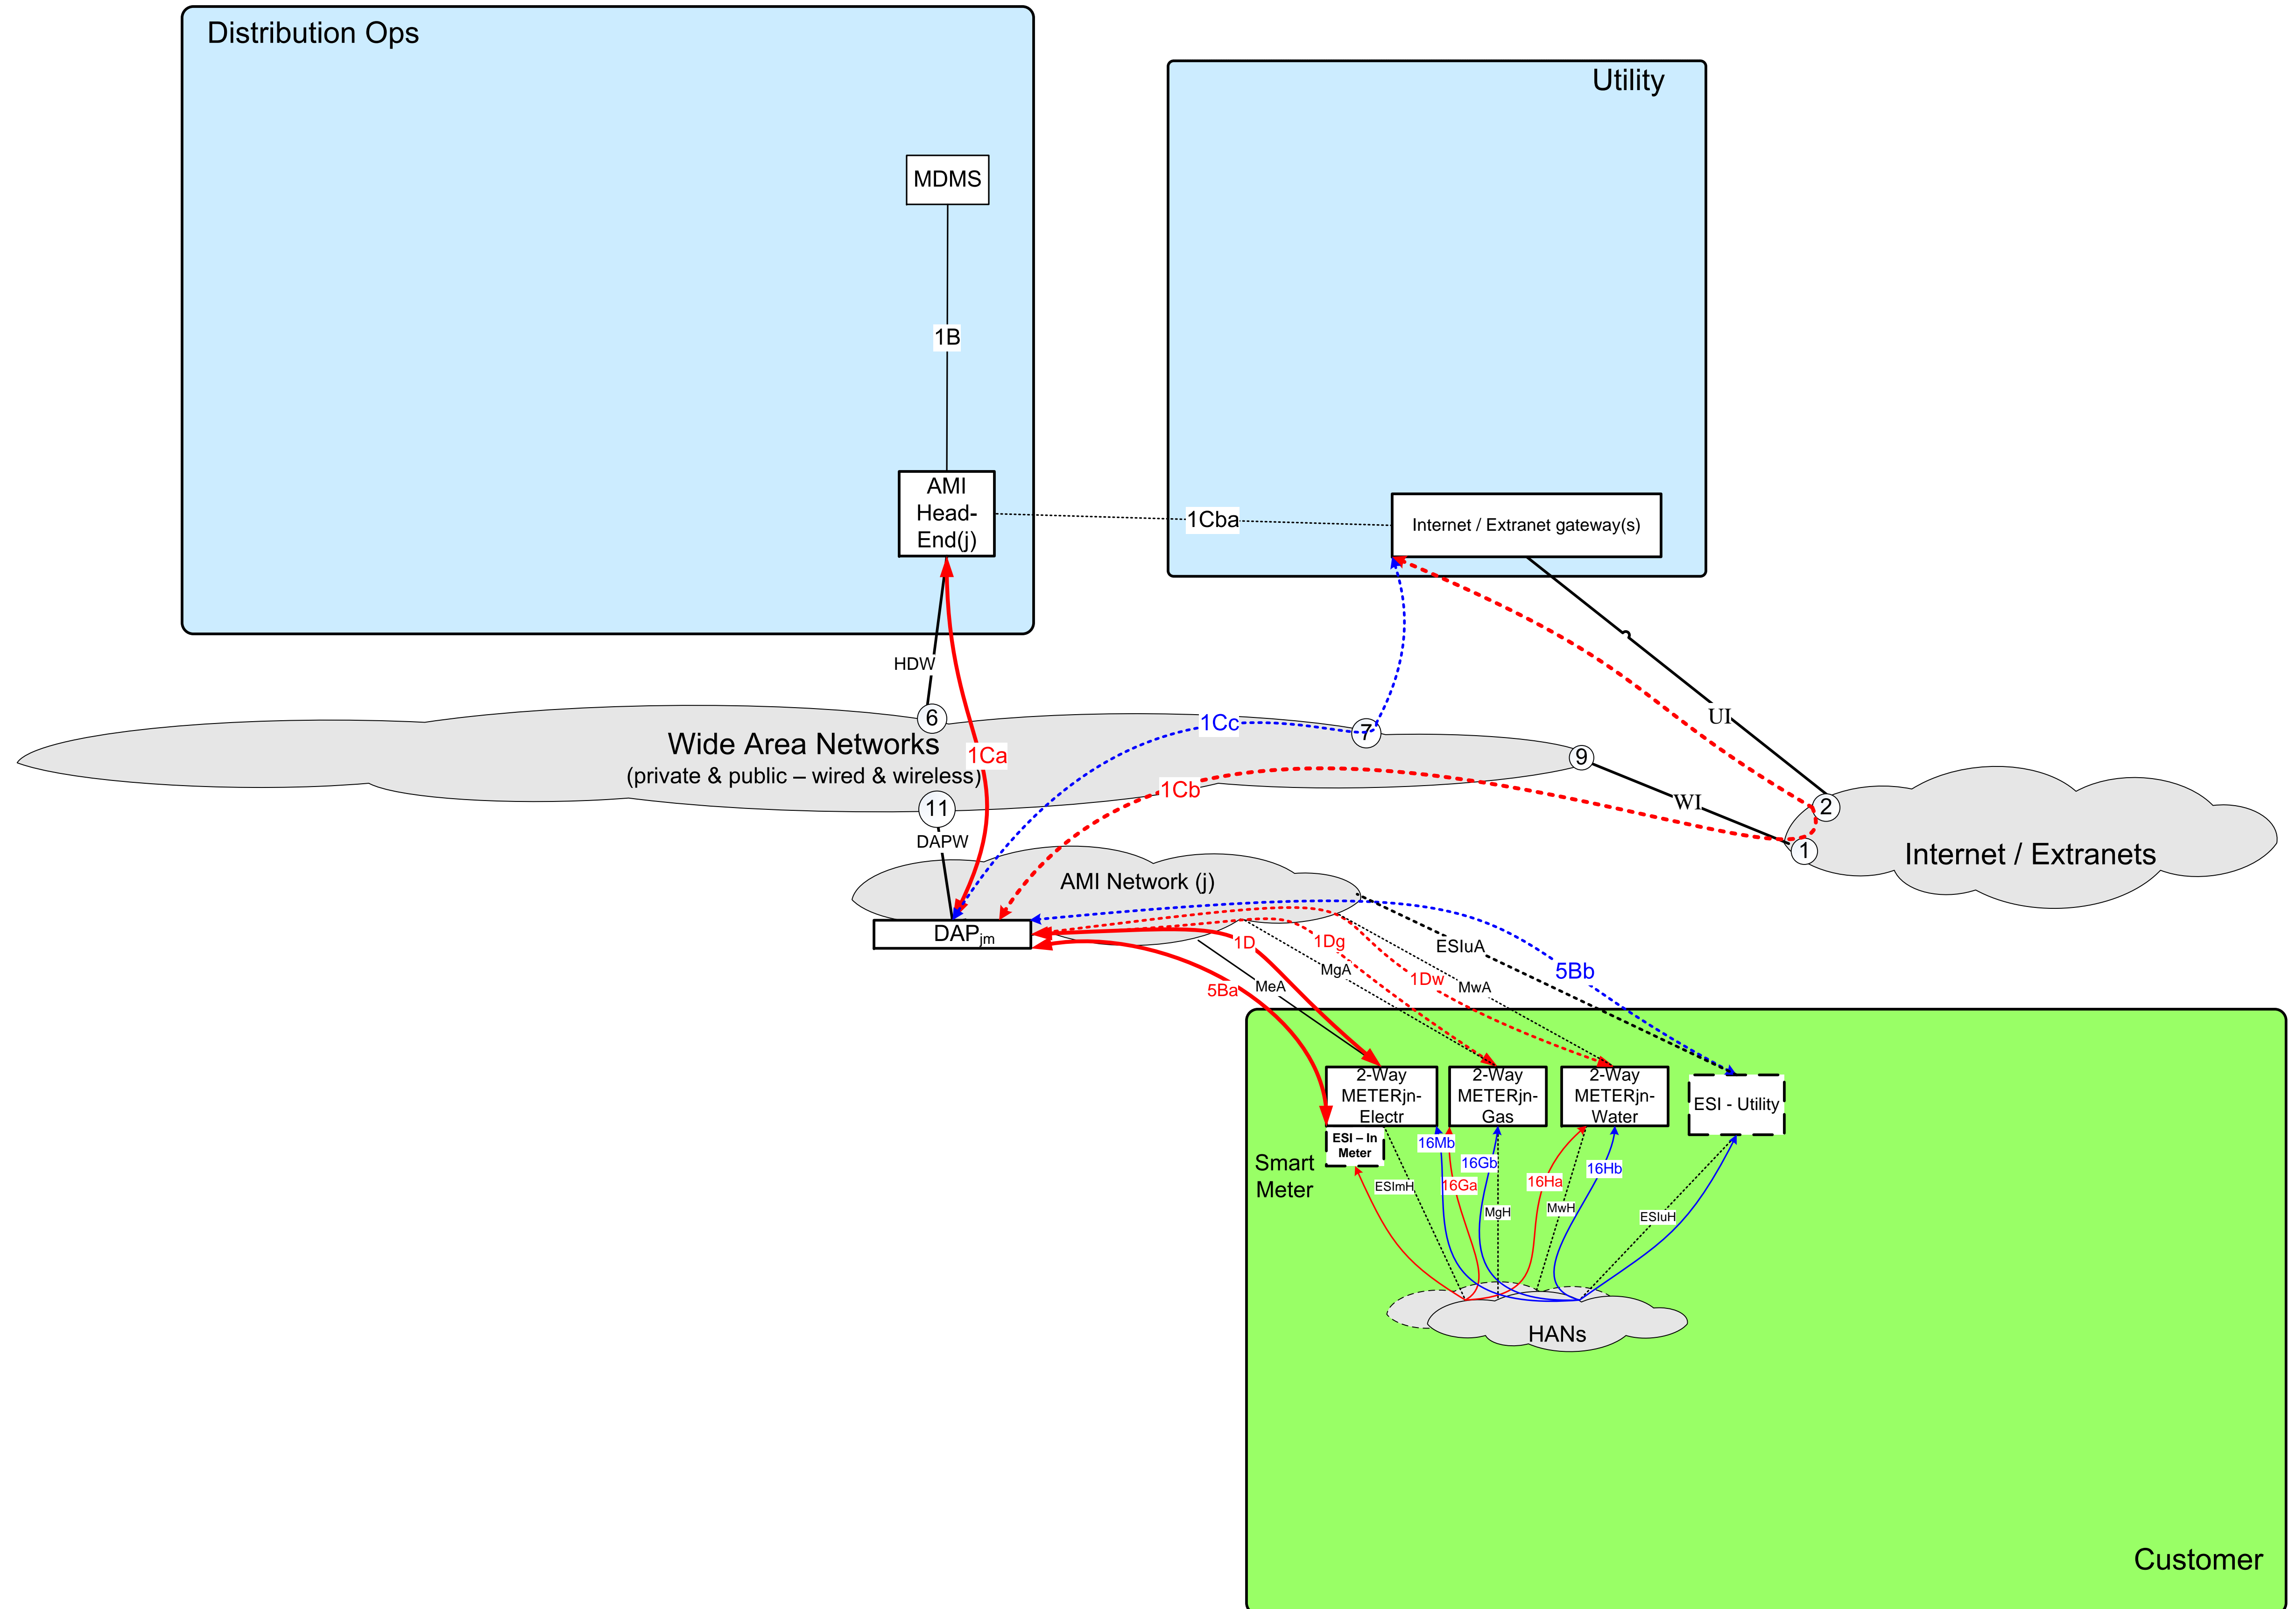 Distribution Ops
Utility
MDMS
1B
AMI
Head-
End(j)
1Cba
Internet / Extranet gateway(s)
HDW
6
1Cc
7
UI
Wide Area Networks
(private & public – wired & wireless)
1Ca
9
1Cb
WI
2
11
1
DAPW
Internet / Extranets
AMI Network (j)
DAPjm
1D
1Dg
ESIuA
MgA
5Bb
1Dw
MwA
MeA
5Ba
2-Way
METERjn-
Electr
2-Way
METERjn-
Gas
2-Way
METERjn-
Water
ESI - Utility
ESI – In
Meter
16Mb
Smart
Meter
16Gb
16Hb
ESImH
16Ga
16Ha
MgH
MwH
ESIuH
HANs
Customer